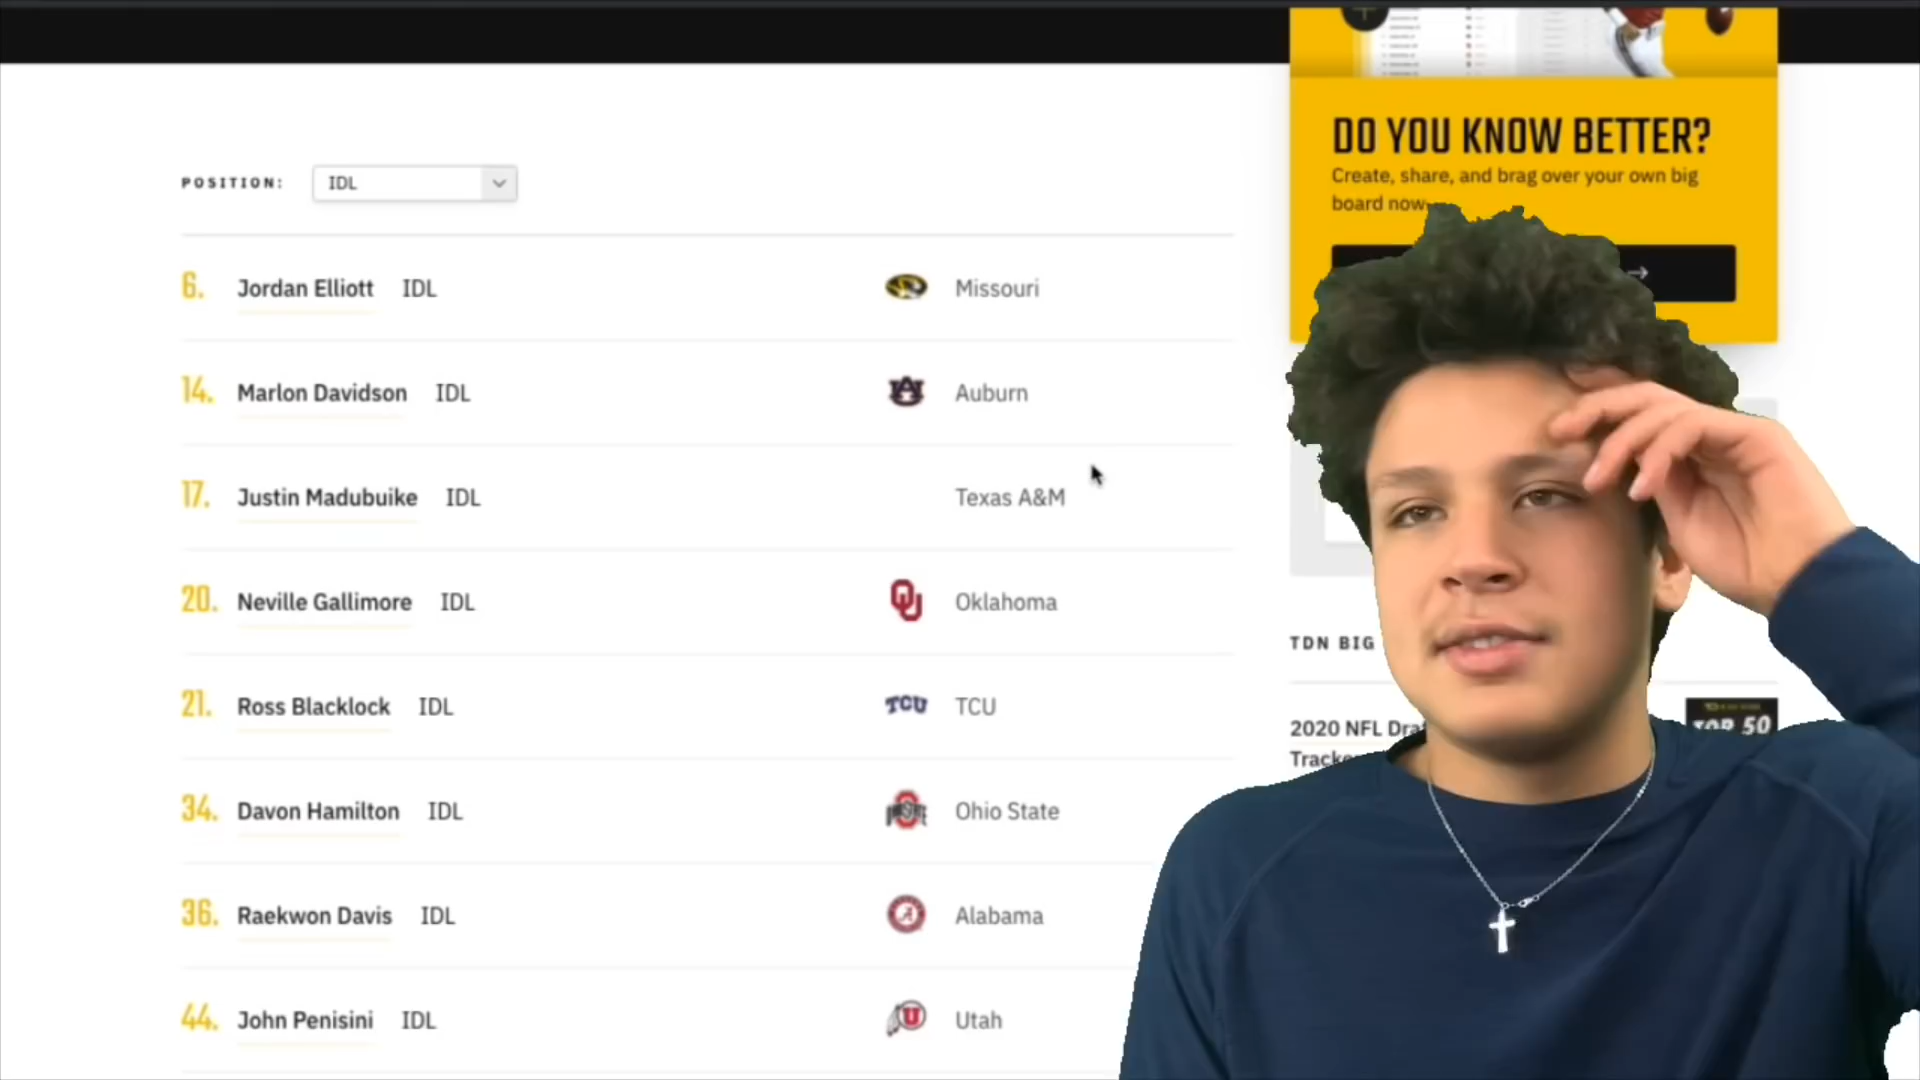 DO YOU KNOW BETTER?
Create, share, and brag over your own big
board now
POSITION:
IDL
6. Jordan Elliott IDL Missouri
14. Marlon Davidson IDL Auburn
17. Justin Madubuike IDL Texas A&M
20. Neville Gallimore IDL Oklahoma
21. Ross Blacklock IDL TCU TCU
34. Davon Hamilton IDL Ohio State
36. Raekwon Davis IDL Alabama
44. John Penisini IDL Utah
TDN BIG
2020 NFL
TOP 50